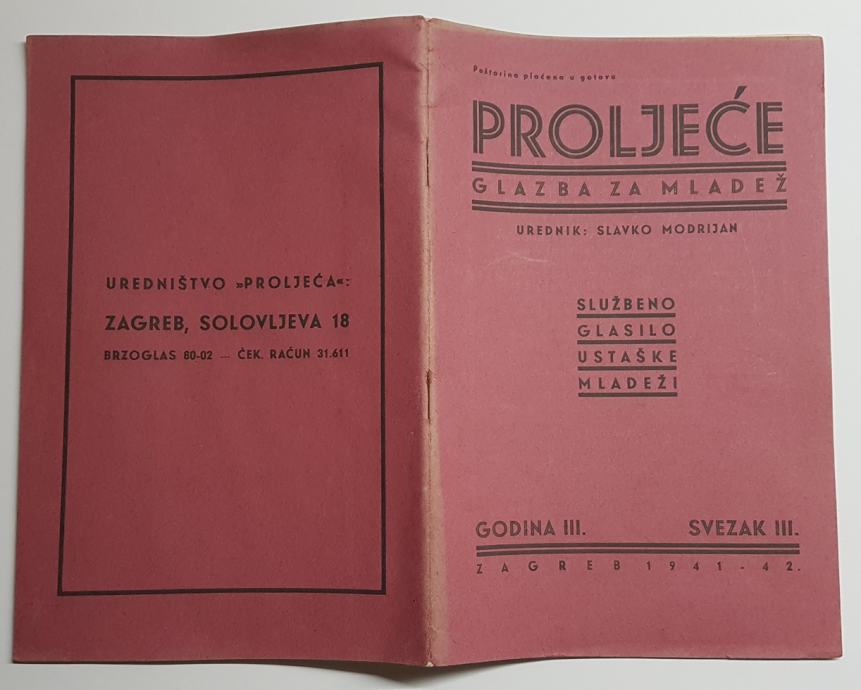 UREDNIŠTVO »PROLJEĆA«:
ZAGREB, SOLOVLJEVA 18
BRZOGLAS 60-02 — ČEK. RAČUN 31.611
Poštarina plaćena u gotovu
PROLJEĆE
GLAZBA ZA MLADEŽ
UREDNIK: SLAVKO MODRIJAN
SLUŽBENO
GLASILO
USTAŠKE
MLADEŽI
GODINA III. SVEZAK III.
ZAGREB 1941-42.